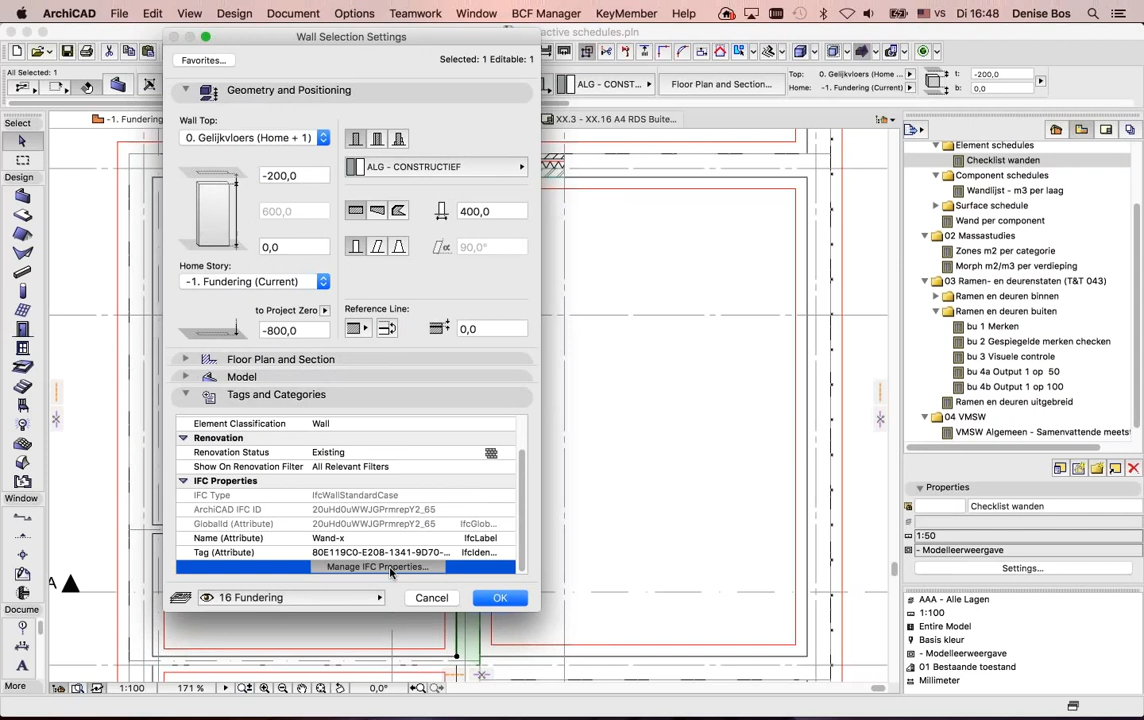 ArchiCAD File Edit View Design Document Options Teamwork Window BCF Manager KeyMember Help VS Di 16:48 Denise Bos
active schedules.pln
Wall Selection Settings
All Selected: 1
Favorites...
Selected: 1 Editable: 1
ALG - CONST...
Floor Plan and Section...
Top: 0. Gelijkvloers (Home ...
Home: -1. Fundering (Current)
t: -200,0
b: 0,0
Geometry and Positioning
-1. Fundering
XX.3 - XX.16 A4 RDS Buite...
Select
Design
Window
Docume
More
Wall Top:
0. Gelijkvloers (Home + 1)
ALG - CONSTRUCTIEF
-200,0
600,0
400,0
0,0
90,0°
α
Home Story:
-1. Fundering (Current)
to Project Zero
Reference Line:
-800,0
0,0
Floor Plan and Section
Model
Tags and Categories
Element Classification Wall
Renovation
Renovation Status Existing
Show On Renovation Filter All Relevant Filters
IFC Properties
IFC Type IfcWallStandardCase
ArchiCAD IFC ID 20uHd0uWWJGPrmrepY2_65
GlobalId (Attribute) 20uHd0uWWJGPrmrepY2_65 IfcGlob...
Name (Attribute) Wand-x IfcLabel
Tag (Attribute) 80E119C0-E208-1341-9D70-... IfcIden...
Manage IFC Properties...
16 Fundering
Cancel
OK
A
Element schedules
Checklist wanden
Component schedules
Wandlijst - m3 per laag
Surface schedule
Wand per component
02 Massastudies
Zones m2 per categorie
Morph m2/m3 per verdieping
03 Ramen- en deurenstaten (T&T 043)
Ramen en deuren binnen
Ramen en deuren buiten
bu 1 Merken
bu 2 Gespiegelde merken checken
bu 3 Visuele controle
bu 4a Output 1 op 50
bu 4b Output 1 op 100
Ramen en deuren uitgebreid
04 VMSW
VMSW Algemeen - Samenvattende meets
Properties
Checklist wanden
1:50
- Modelleerweergave
Settings...
AAA - Alle Lagen
1:100
Entire Model
Basis kleur
- Modelleerweergave
01 Bestaande toestand
Millimeter
1:100 171 % 0,0°